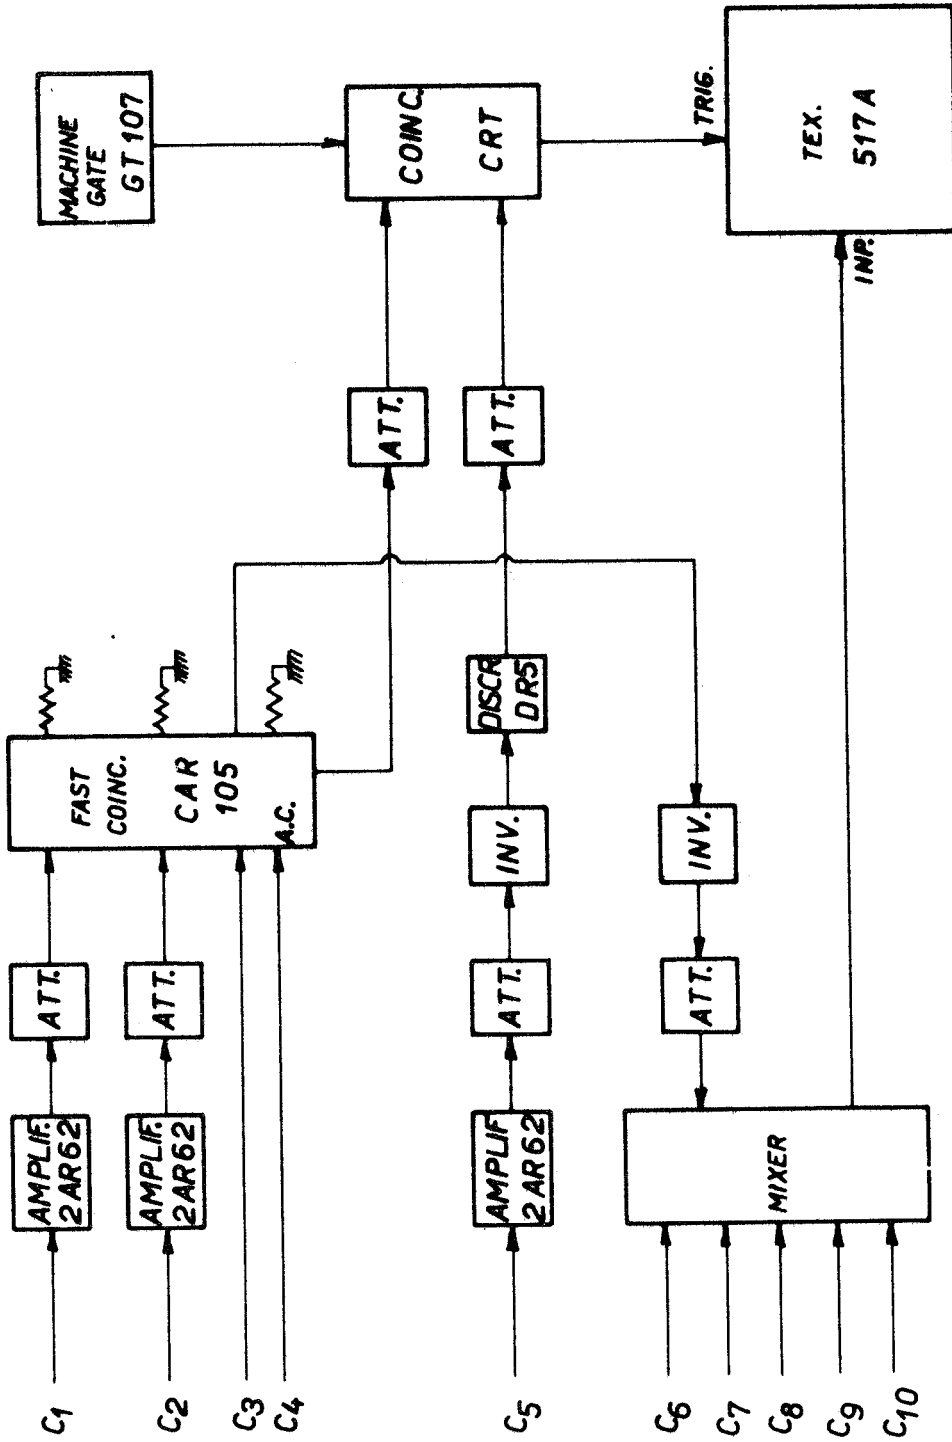 C1
AMPLIF.
2AR62
ATT.
FAST
COINC.
CAR
105
A.C.
C2
AMPLIF.
2AR62
ATT.
C3
C4
MACHINE
GATE
GT 107
ATT.
COINC.
CRT
C5
AMPLIF
2AR62
ATT.
INV.
DISCR
DR5
ATT.
C6
C7
C8
C9
C10
MIXER
ATT.
INV.
TRIG.
TEX.
517A
INP.